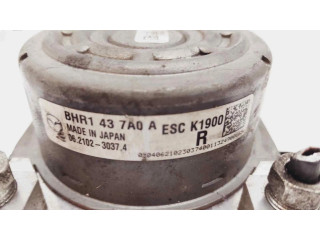 BHR1 43 7A0 A ESC K1900
MADE IN JAPAN R
06.2102-3037.4